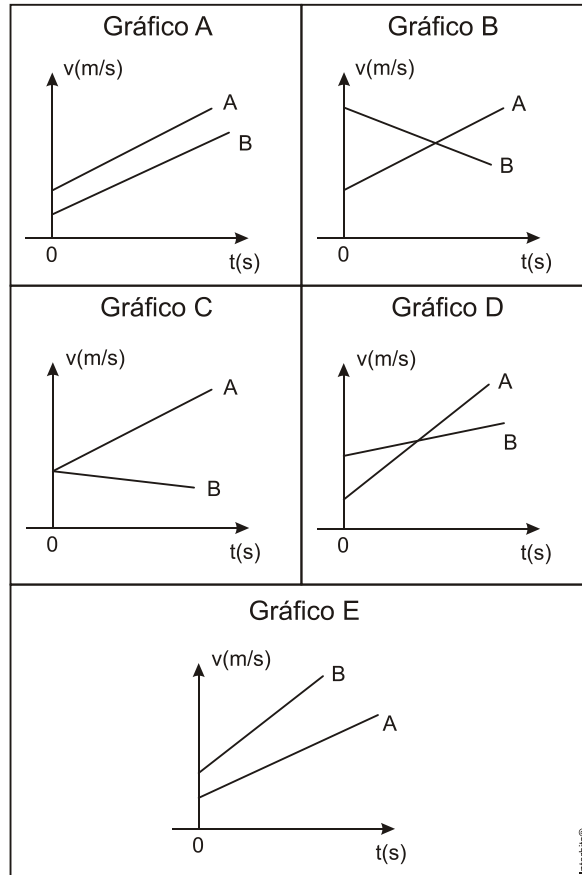 Gráfico A
v(m/s)
A
B
0
t(s)
Gráfico B
v(m/s)
A
B
0
t(s)
Gráfico C
v(m/s)
A
B
0
t(s)
Gráfico D
v(m/s)
A
B
0
t(s)
Gráfico E
v(m/s)
B
A
0
t(s)